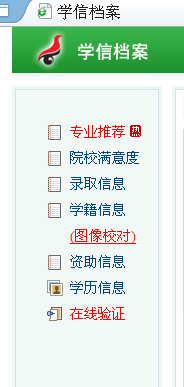 学信档案
学信档案
专业推荐 热
院校满意度
录取信息
学籍信息
(图像校对)
资助信息
学历信息
在线验证